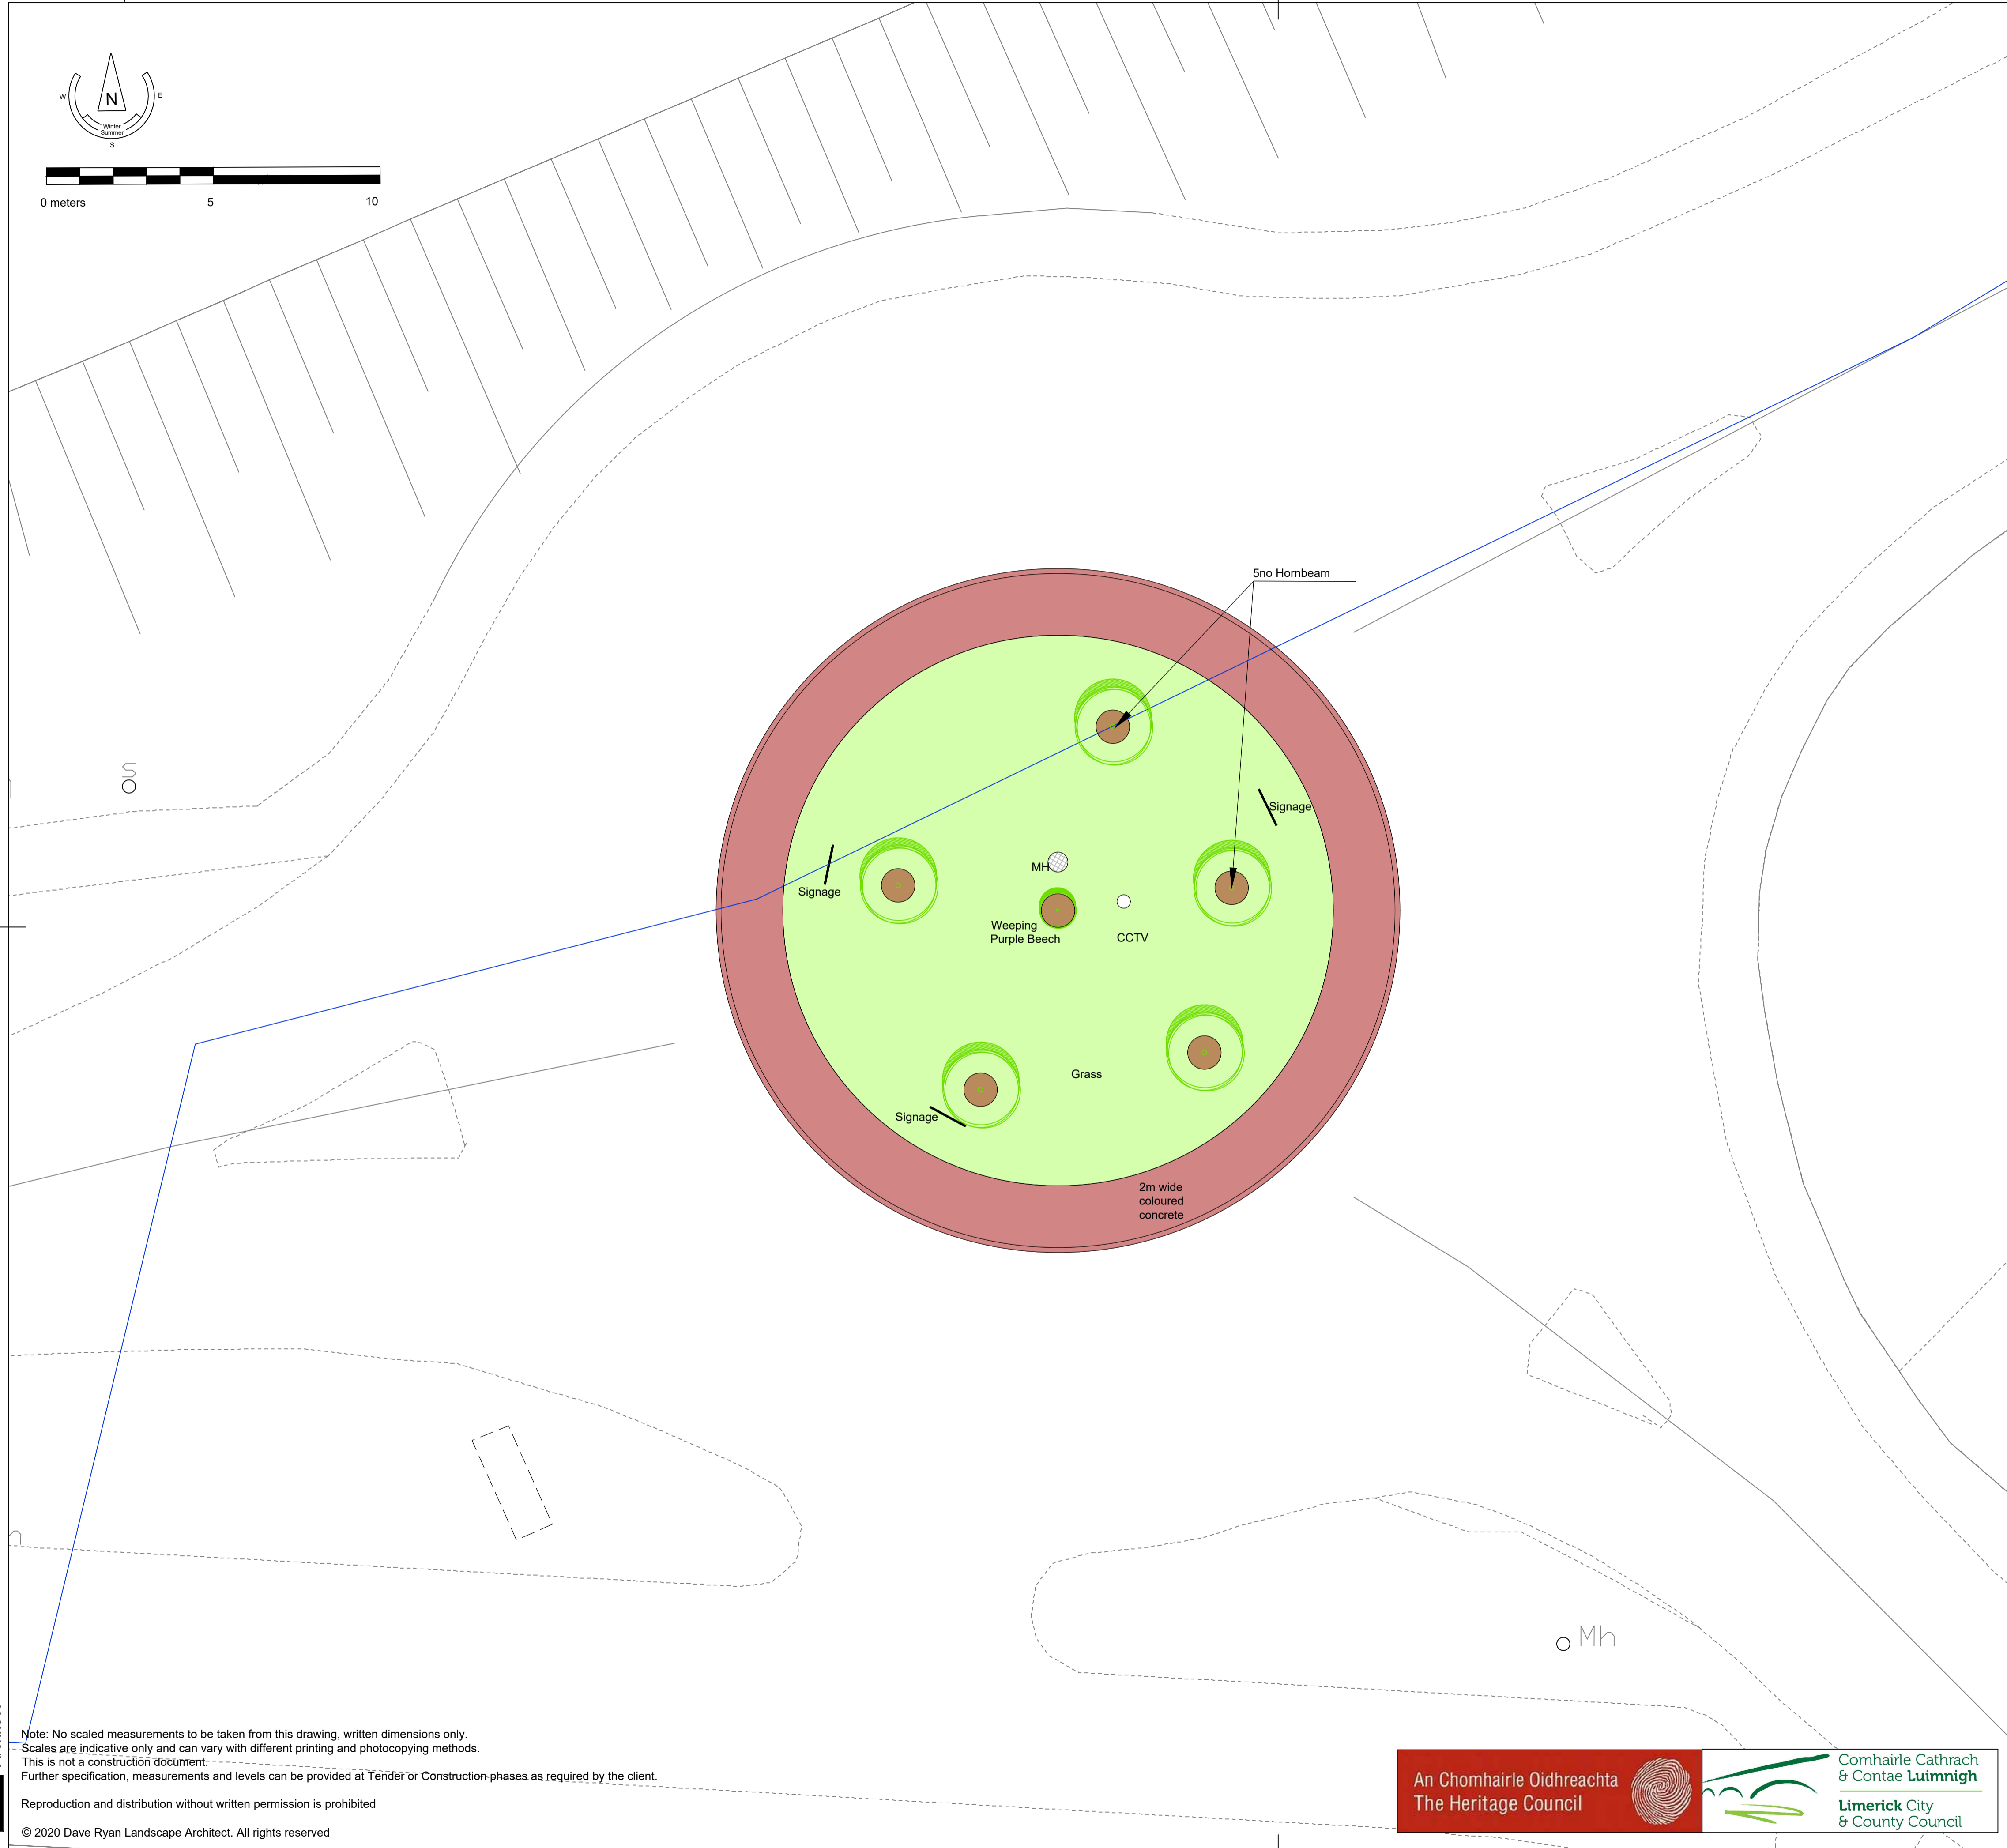 N
W
E
Winter
Summer
S
0 meters 5 10
5no Hornbeam
Signage
s
MH
Signage
Weeping
Purple Beech
CCTV
Grass
Signage
2m wide
coloured
concrete
Mh
Note: No scaled measurements to be taken from this drawing, written dimensions only.
Scales are indicative only and can vary with different printing and photocopying methods.
This is not a construction document.
Further specification, measurements and levels can be provided at Tender or Construction phases as required by the client.
Reproduction and distribution without written permission is prohibited
© 2020 Dave Ryan Landscape Architect. All rights reserved
An Chomhairle Oidhreachta
The Heritage Council
Comhairle Cathrach
& Contae Luimnigh
Limerick City
& County Council